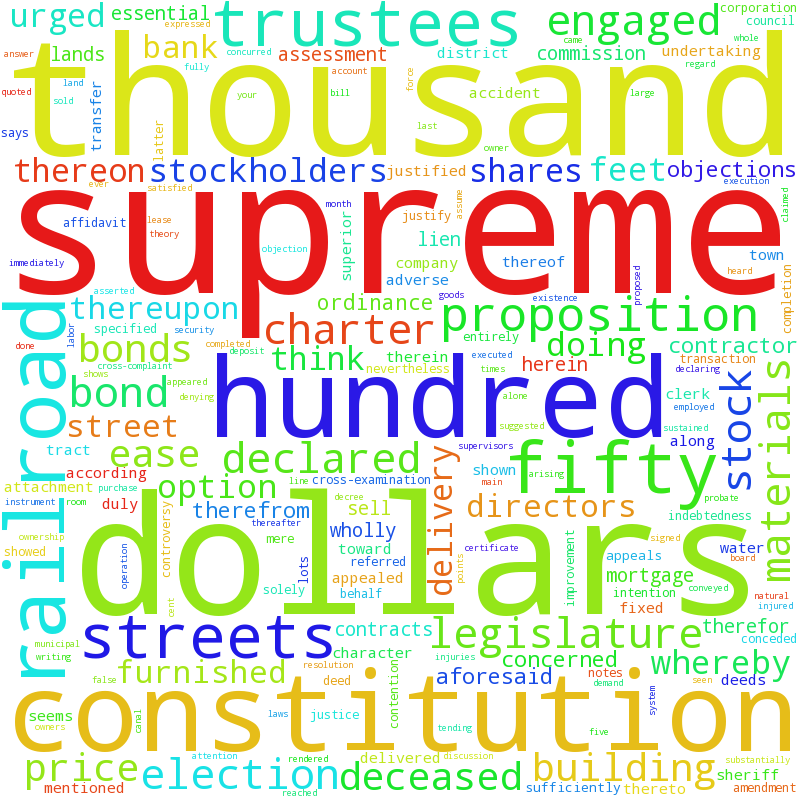 urged
essential
trustees
engaged
corporation
council
expressed
came
whole
answer
lands
bank
assessment
district
commission
undertaking
concurred
fully
thousand
quoted
land
sold
transfer
your
account
bill
force
accident
large
regard
says
latter
last
owner
thereon
stockholders
justified
shares
feet
objections
ever
satisfied
execution
supreme
month
affidavit
lease
theory
superior
justify
assume
claimed
lien
town
immediately
objection
company
thereof
heard
adverse
proposed
completion
asserted
goods
existence
railroad
thereupon
ordinance
proposition
specified
security
charter
entirely
doing
contractor
labor
done
bonds
completed
deposit
think
therein
executed
herein
transaction
cross-complaint
nevertheless
times
declaring
shows
appeared
denying
hundred
bond
alone
employed
clerk
stock
materials
street
suggested
sustained
along
supervisors
ease
declared
fifty
tract
according
line
cross-examination
shown
main
arising
attachment
purchase
option
delivery
directors
probate
instrument
room
duly
therefrom
decree
sell
indebtedness
controversy
thereafter
mere
wholly
signed
ownership
dollars
toward
certificate
improvement
appeals
water
board
operation
solely
lots
referred
points
mortgage
conveyed
cent
appealed
intention
natural
behalf
fixed
injured
streets
contracts
legislature
therefor
conceded
municipal
writing
character
injuries
concerned
whereby
furnished
false
resolution
deed
contention
aforesaid
notes
demand
seen
deeds
system
constitution
seems
owners
canal
laws
justice
tending
five
price
election
attention
rendered
delivered
discussion
building
substantially
sheriff
mentioned
reached
deceased
sufficiently
thereto
amendment